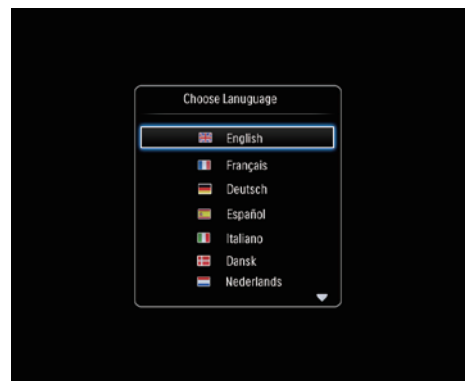 Choose Lanuguage
English
Français
Deutsch
Español
Italiano
Dansk
Nederlands